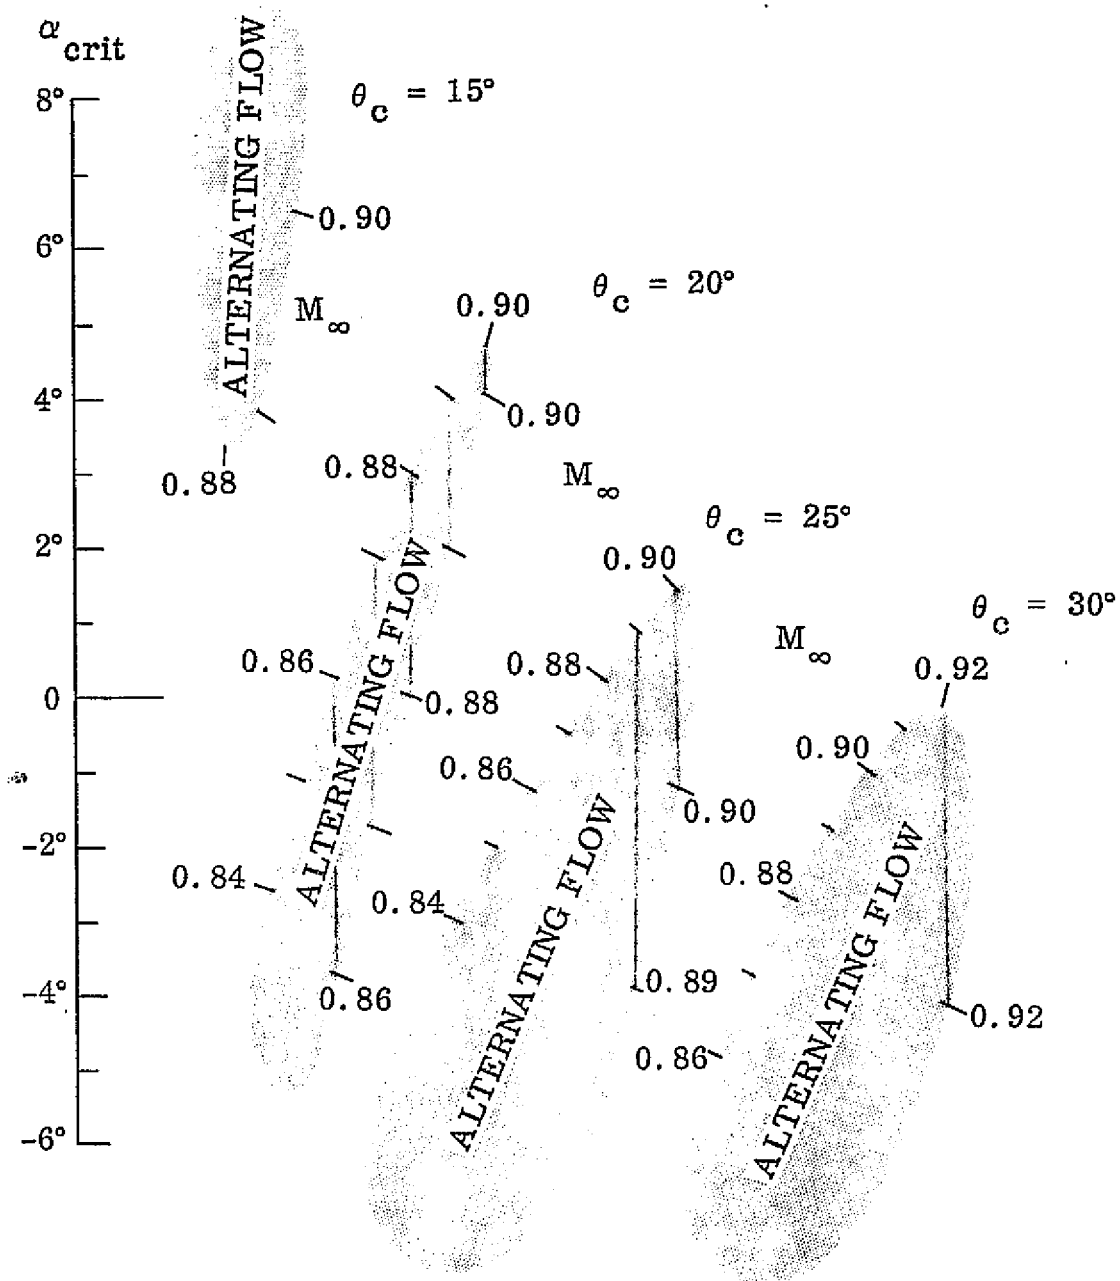 α crit
8°
6°
4°
2°
0
-2°
-4°
-6°
ALTERNATING FLOW
θc = 15°
0.90
M∞
0.88
θc = 20°
0.90
0.90
M∞
0.88
0.86
0.88
ALTERNATING FLOW
0.84
0.86
θc = 25°
0.90
M∞
0.88
0.86
0.90
0.84
ALTERNATING FLOW
0.89
θc = 30°
0.92
0.90
0.88
0.86
ALTERNATING FLOW
0.92